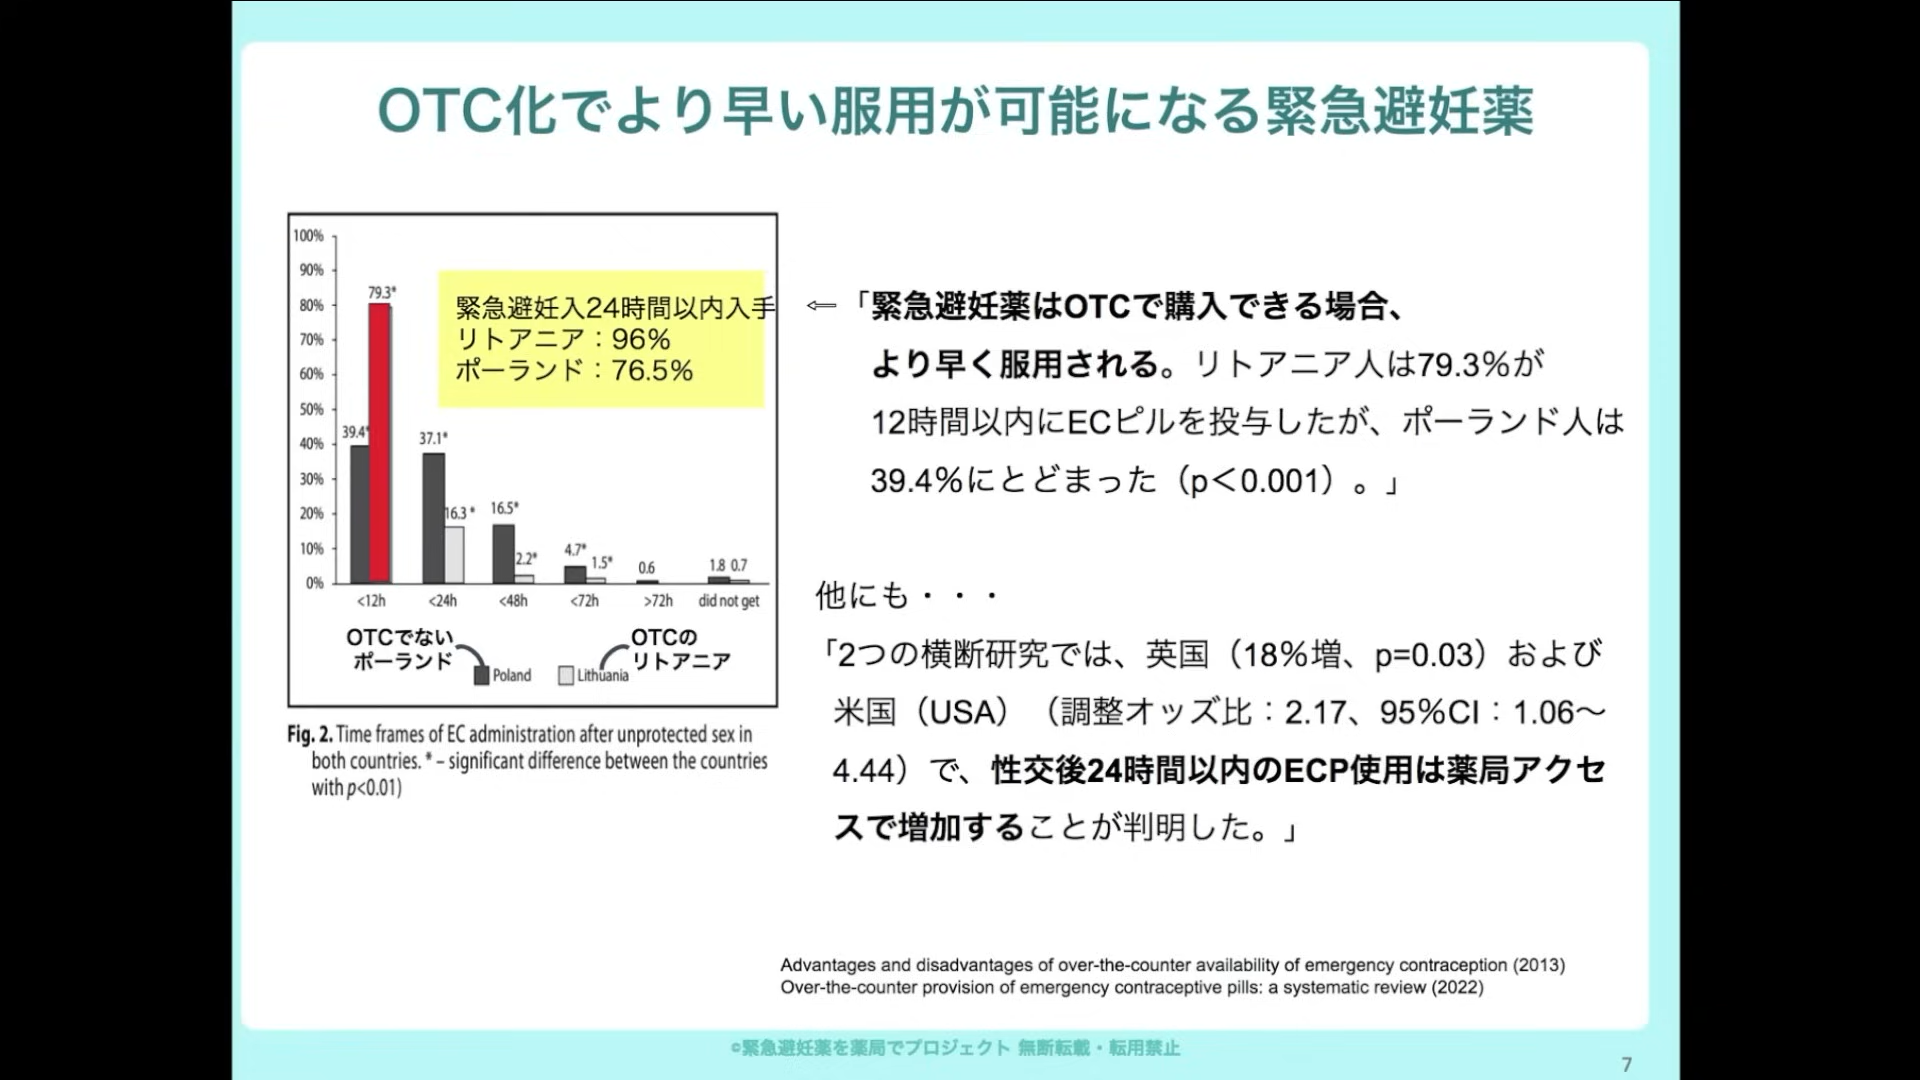 OTC化でより早い服用が可能になる緊急避妊薬
100%
90%
80%
70%
60%
50%
40%
30%
20%
10%
0%
39.4*
79.3*
37.1*
16.3 *
16.5*
2.2*
4.7*
1.5*
0.6
1.8 0.7
<12h
<24h
<48h
<72h
>72h
did not get
緊急避妊入24時間以内入手
リトアニア：96%
ポーランド：76.5%
OTCでない
ポーランド
OTCの
リトアニア
Poland
Lithuania
Fig. 2. Time frames of EC administration after unprotected sex in
both countries. * – significant difference between the countries
with p<0.01)
⇐「緊急避妊薬はOTCで購入できる場合、
より早く服用される。リトアニア人は79.3%が
12時間以内にECピルを投与したが、ポーランド人は
39.4%にとどまった（p＜0.001）。」
他にも・・・
「2つの横断研究では、英国（18%増、p=0.03）および
米国（USA）（調整オッズ比：2.17、95%CI：1.06〜
4.44）で、性交後24時間以内のECP使用は薬局アクセ
スで増加することが判明した。」
Advantages and disadvantages of over-the-counter availability of emergency contraception (2013)
Over-the-counter provision of emergency contraceptive pills: a systematic review (2022)
©緊急避妊薬を薬局でプロジェクト 無断転載・転用禁止
7